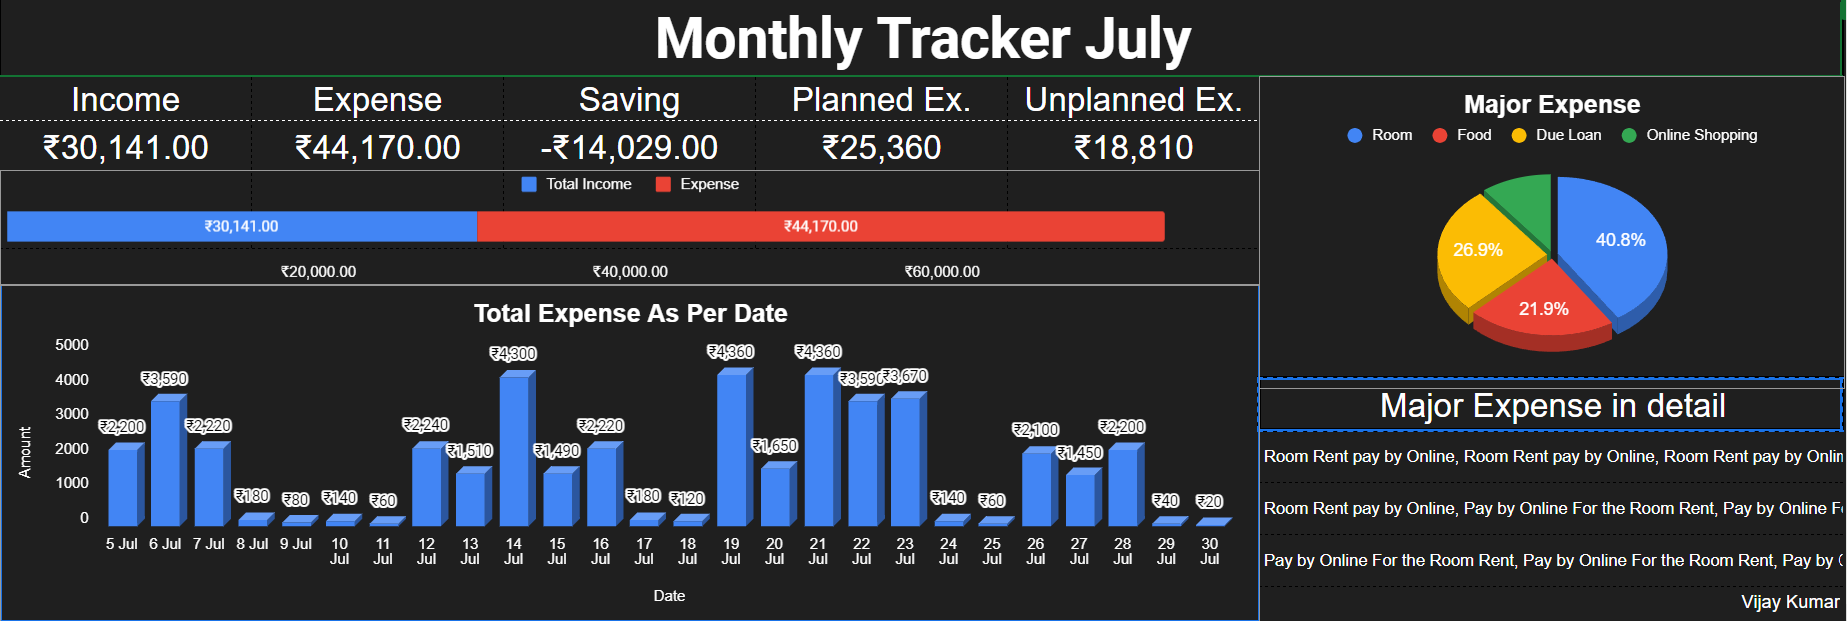 Monthly Tracker July
Income Expense Saving Planned Ex. Unplanned Ex.
₹30,141.00 ₹44,170.00 -₹14,029.00 ₹25,360 ₹18,810
Total Income Expense
₹30,141.00 ₹44,170.00
₹20,000.00 ₹40,000.00 ₹60,000.00
Total Expense As Per Date
Amount
5000
4000
3000
2000
1000
0
₹2,200 ₹3,590 ₹2,220 ₹180 ₹80 ₹140 ₹60 ₹2,240 ₹1,510 ₹4,300 ₹1,490 ₹2,220 ₹180 ₹120 ₹4,360 ₹1,650 ₹4,360 ₹3,590 ₹3,670 ₹140 ₹60 ₹2,100 ₹1,450 ₹2,200 ₹40 ₹20
5 Jul 6 Jul 7 Jul 8 Jul 9 Jul 10 Jul 11 Jul 12 Jul 13 Jul 14 Jul 15 Jul 16 Jul 17 Jul 18 Jul 19 Jul 20 Jul 21 Jul 22 Jul 23 Jul 24 Jul 25 Jul 26 Jul 27 Jul 28 Jul 29 Jul 30 Jul
Date
Major Expense
Room Food Due Loan Online Shopping
40.8%
26.9%
21.9%
Major Expense in detail
Room Rent pay by Online, Room Rent pay by Online, Room Rent pay by Onlin
Room Rent pay by Online, Pay by Online For the Room Rent, Pay by Online F
Pay by Online For the Room Rent, Pay by Online For the Room Rent, Pay by
Vijay Kumar